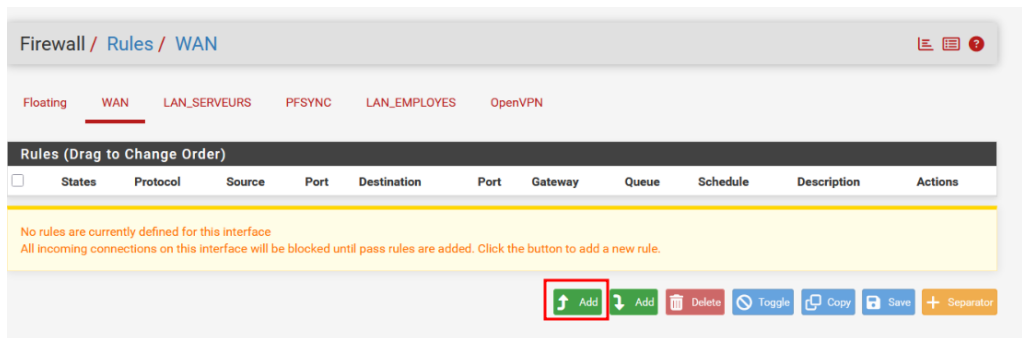 Firewall / Rules / WAN
Floating WAN LAN_SERVEURS PFSYNC LAN_EMPLOYES OpenVPN
Rules (Drag to Change Order)
States Protocol Source Port Destination Port Gateway Queue Schedule Description Actions
No rules are currently defined for this interface
All incoming connections on this interface will be blocked until pass rules are added. Click the button to add a new rule.
Add Add Delete Toggle Copy Save Separator